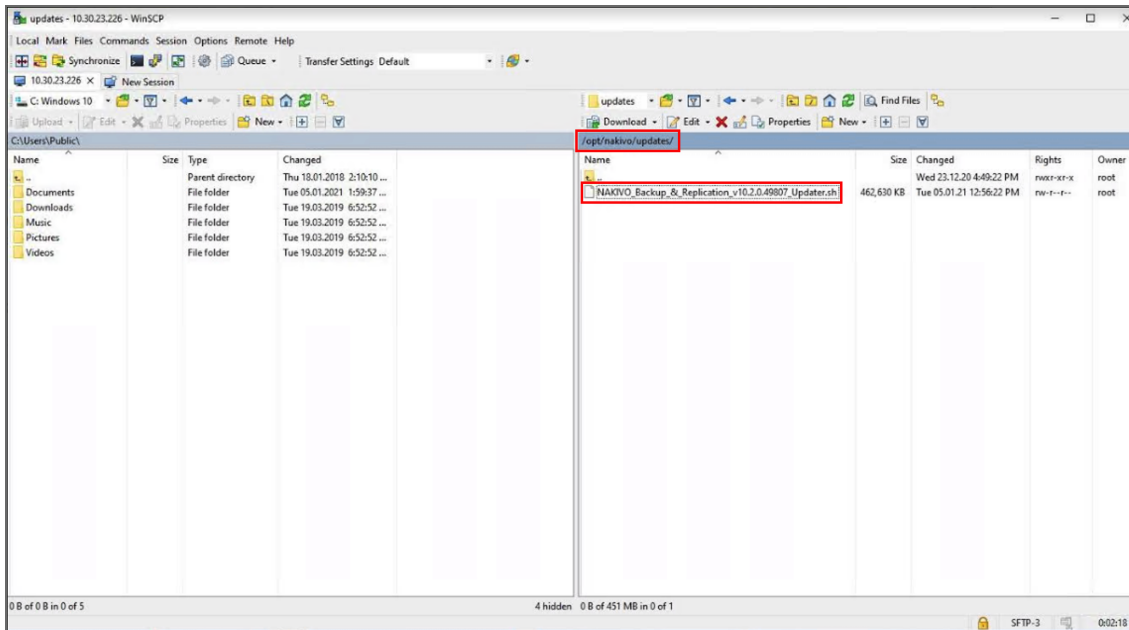 updates - 10.30.23.226 - WinSCP
Local Mark Files Commands Session Options Remote Help
Synchronize Queue Transfer Settings Default
10.30.23.226 × New Session
C: Windows 10 updates Find Files
Upload Edit Properties New Download Edit Properties New
C:\Users\Public\ /opt/nakivo/updates/
Name Size Type Changed Name Size Changed Rights Owner
.. Parent directory Thu 18.01.2018 2:10:10 ... .. Wed 23.12.20 4:49:22 PM rwxr-xr-x root
Documents File folder Tue 05.01.2021 1:59:37 ... NAKIVO_Backup_&_Replication_v10.2.0.49807_Updater.sh 462,630 KB Tue 05.01.21 12:56:22 PM rw-r--r-- root
Downloads File folder Tue 19.03.2019 6:52:52 ...
Music File folder Tue 19.03.2019 6:52:52 ...
Pictures File folder Tue 19.03.2019 6:52:52 ...
Videos File folder Tue 19.03.2019 6:52:52 ...
0 B of 0 B in 0 of 5 4 hidden 0 B of 451 MB in 0 of 1
SFTP-3 0:02:18